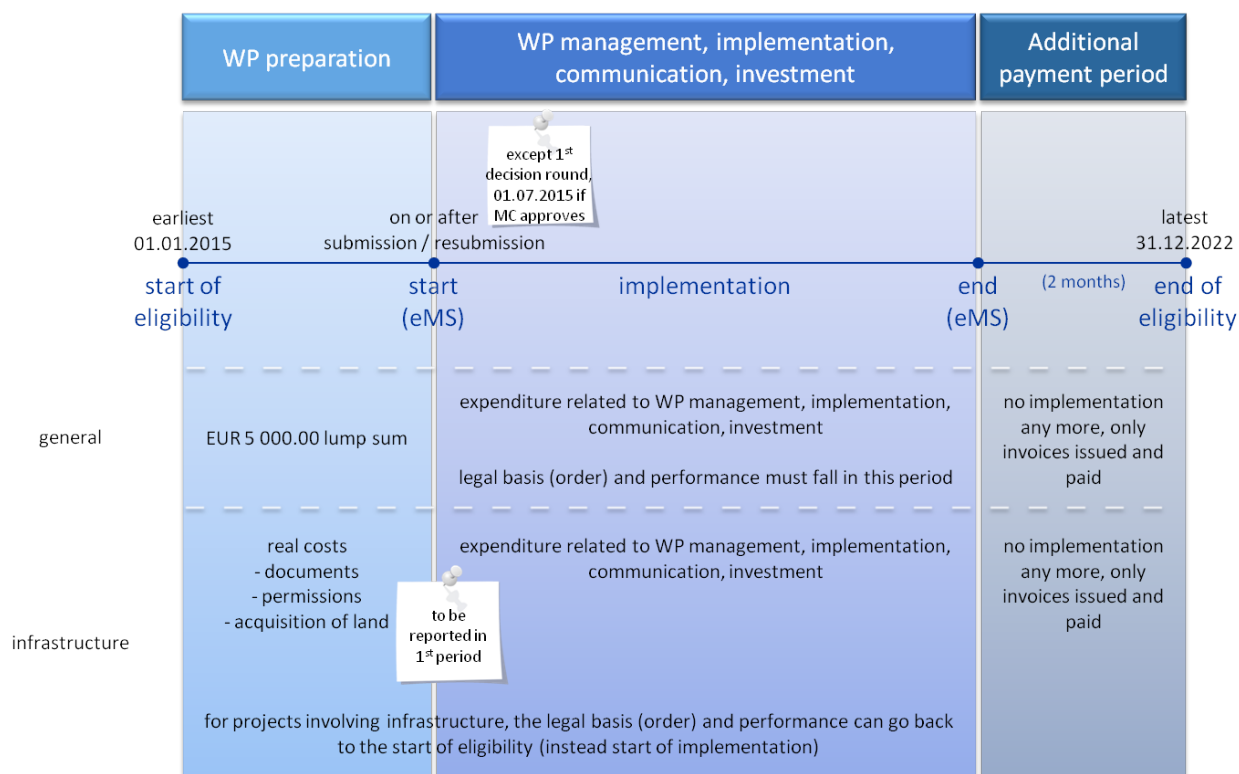 WP preparation
WP management, implementation,
communication, investment
Additional
payment period
except 1st
decision round,
01.07.2015 if
MC approves
earliest
01.01.2015
on or after
submission / resubmission
latest
31.12.2022
start of
eligibility
start
(eMS)
implementation
end
(eMS)
(2 months)
end of
eligibility
general
EUR 5 000.00 lump sum
expenditure related to WP management, implementation,
communication, investment
legal basis (order) and performance must fall in this period
no implementation
any more, only
invoices issued and
paid
infrastructure
real costs
- documents
- permissions
- acquisition of land
to be
reported in
1st period
expenditure related to WP management, implementation,
communication, investment
no implementation
any more, only
invoices issued and
paid
for projects involving infrastructure, the legal basis (order) and performance can go back
to the start of eligibility (instead start of implementation)